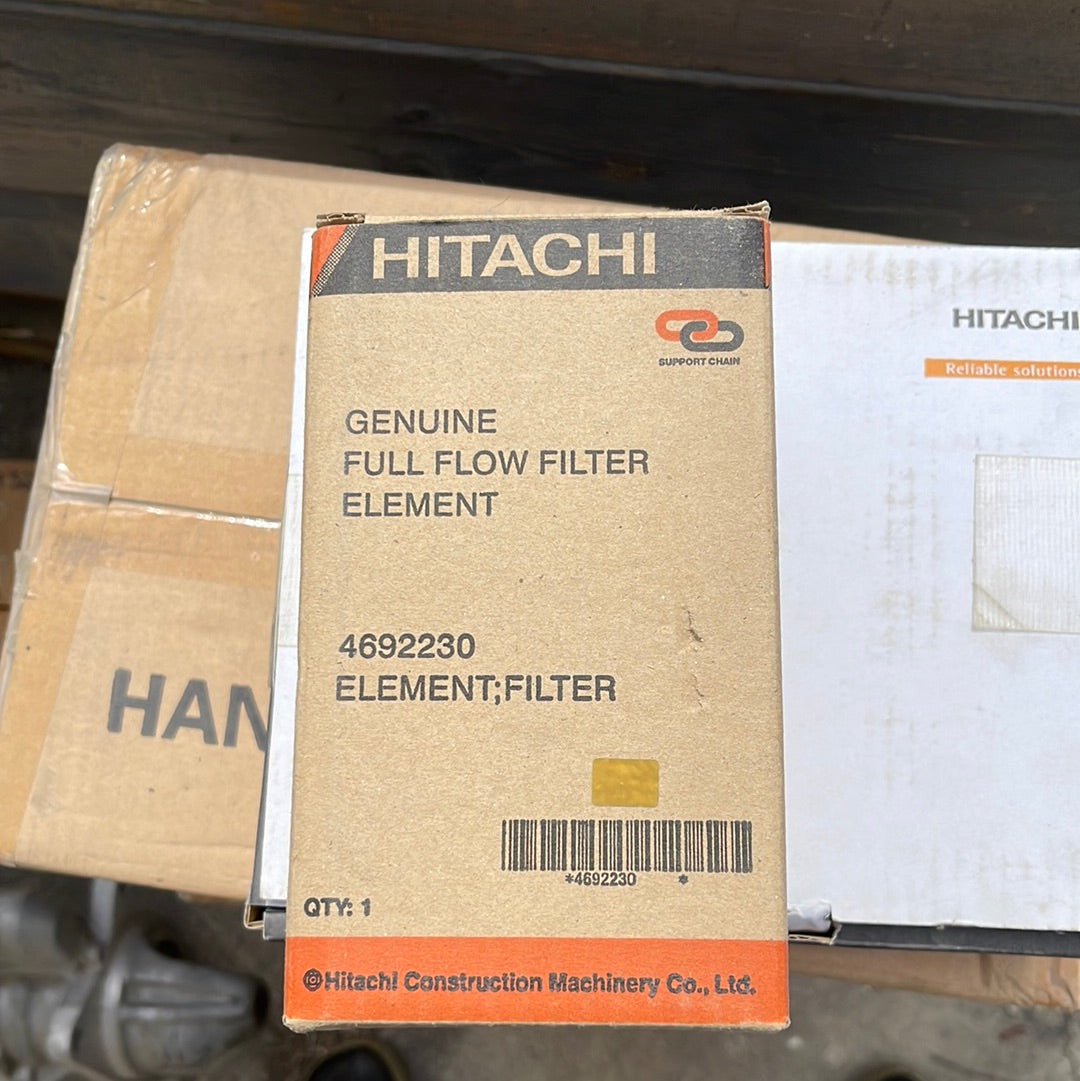 HITACHI
SUPPORT CHAIN
GENUINE
FULL FLOW FILTER
ELEMENT
4692230
ELEMENT;FILTER
*4692230 *
QTY: 1
Hitachi Construction Machinery Co., Ltd.
HITACHI
Reliable solutions
HAN